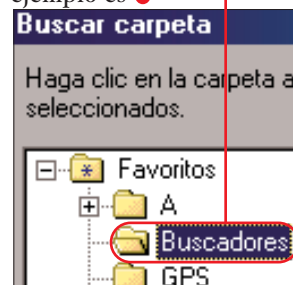 ejemplo es
Buscar carpeta
Haga clic en la carpeta a
seleccionados.
Favoritos
A
Buscadores
GPS